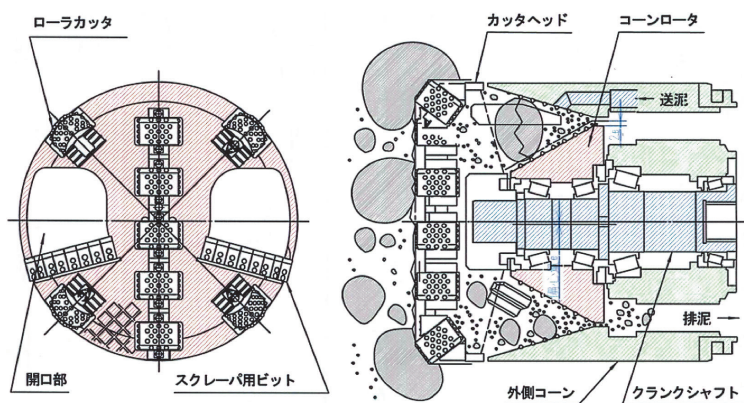 ローラカッタ
カッタヘッド
コーンロータ
送泥
排泥
開口部
スクレーパ用ビット
外側コーン
クランクシャフト